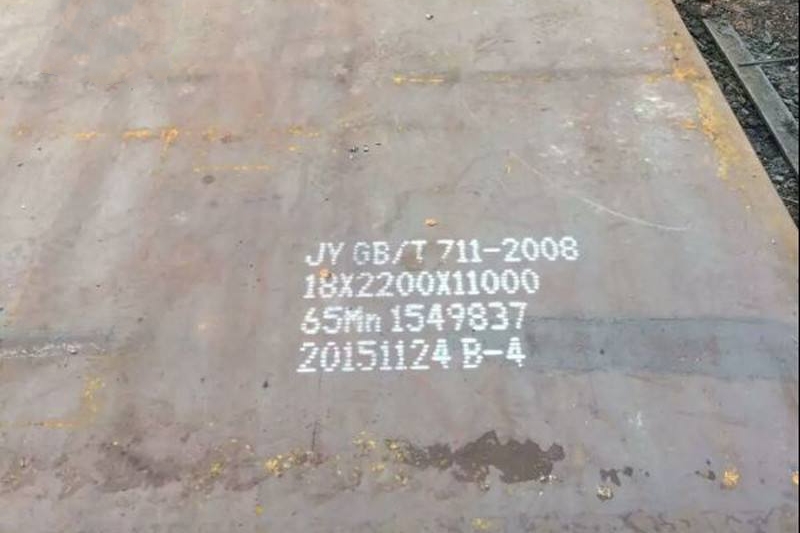 JY GB/T 711-2008
18X2200X11000
65Mn 1549837
20151124 B-4